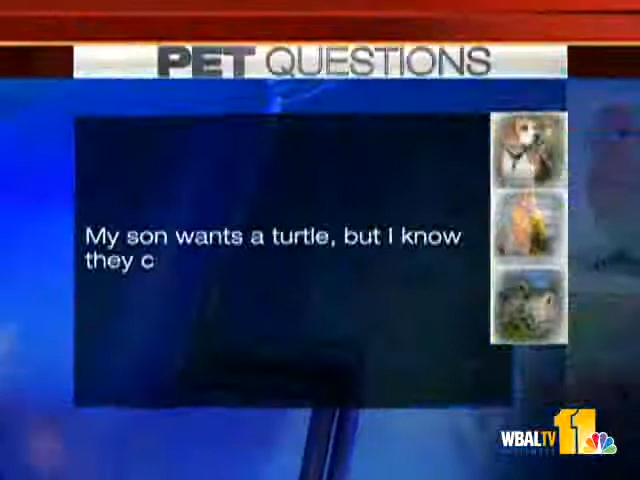 PET QUESTIONS
My son wants a turtle, but I know
they c
WBALTV 11